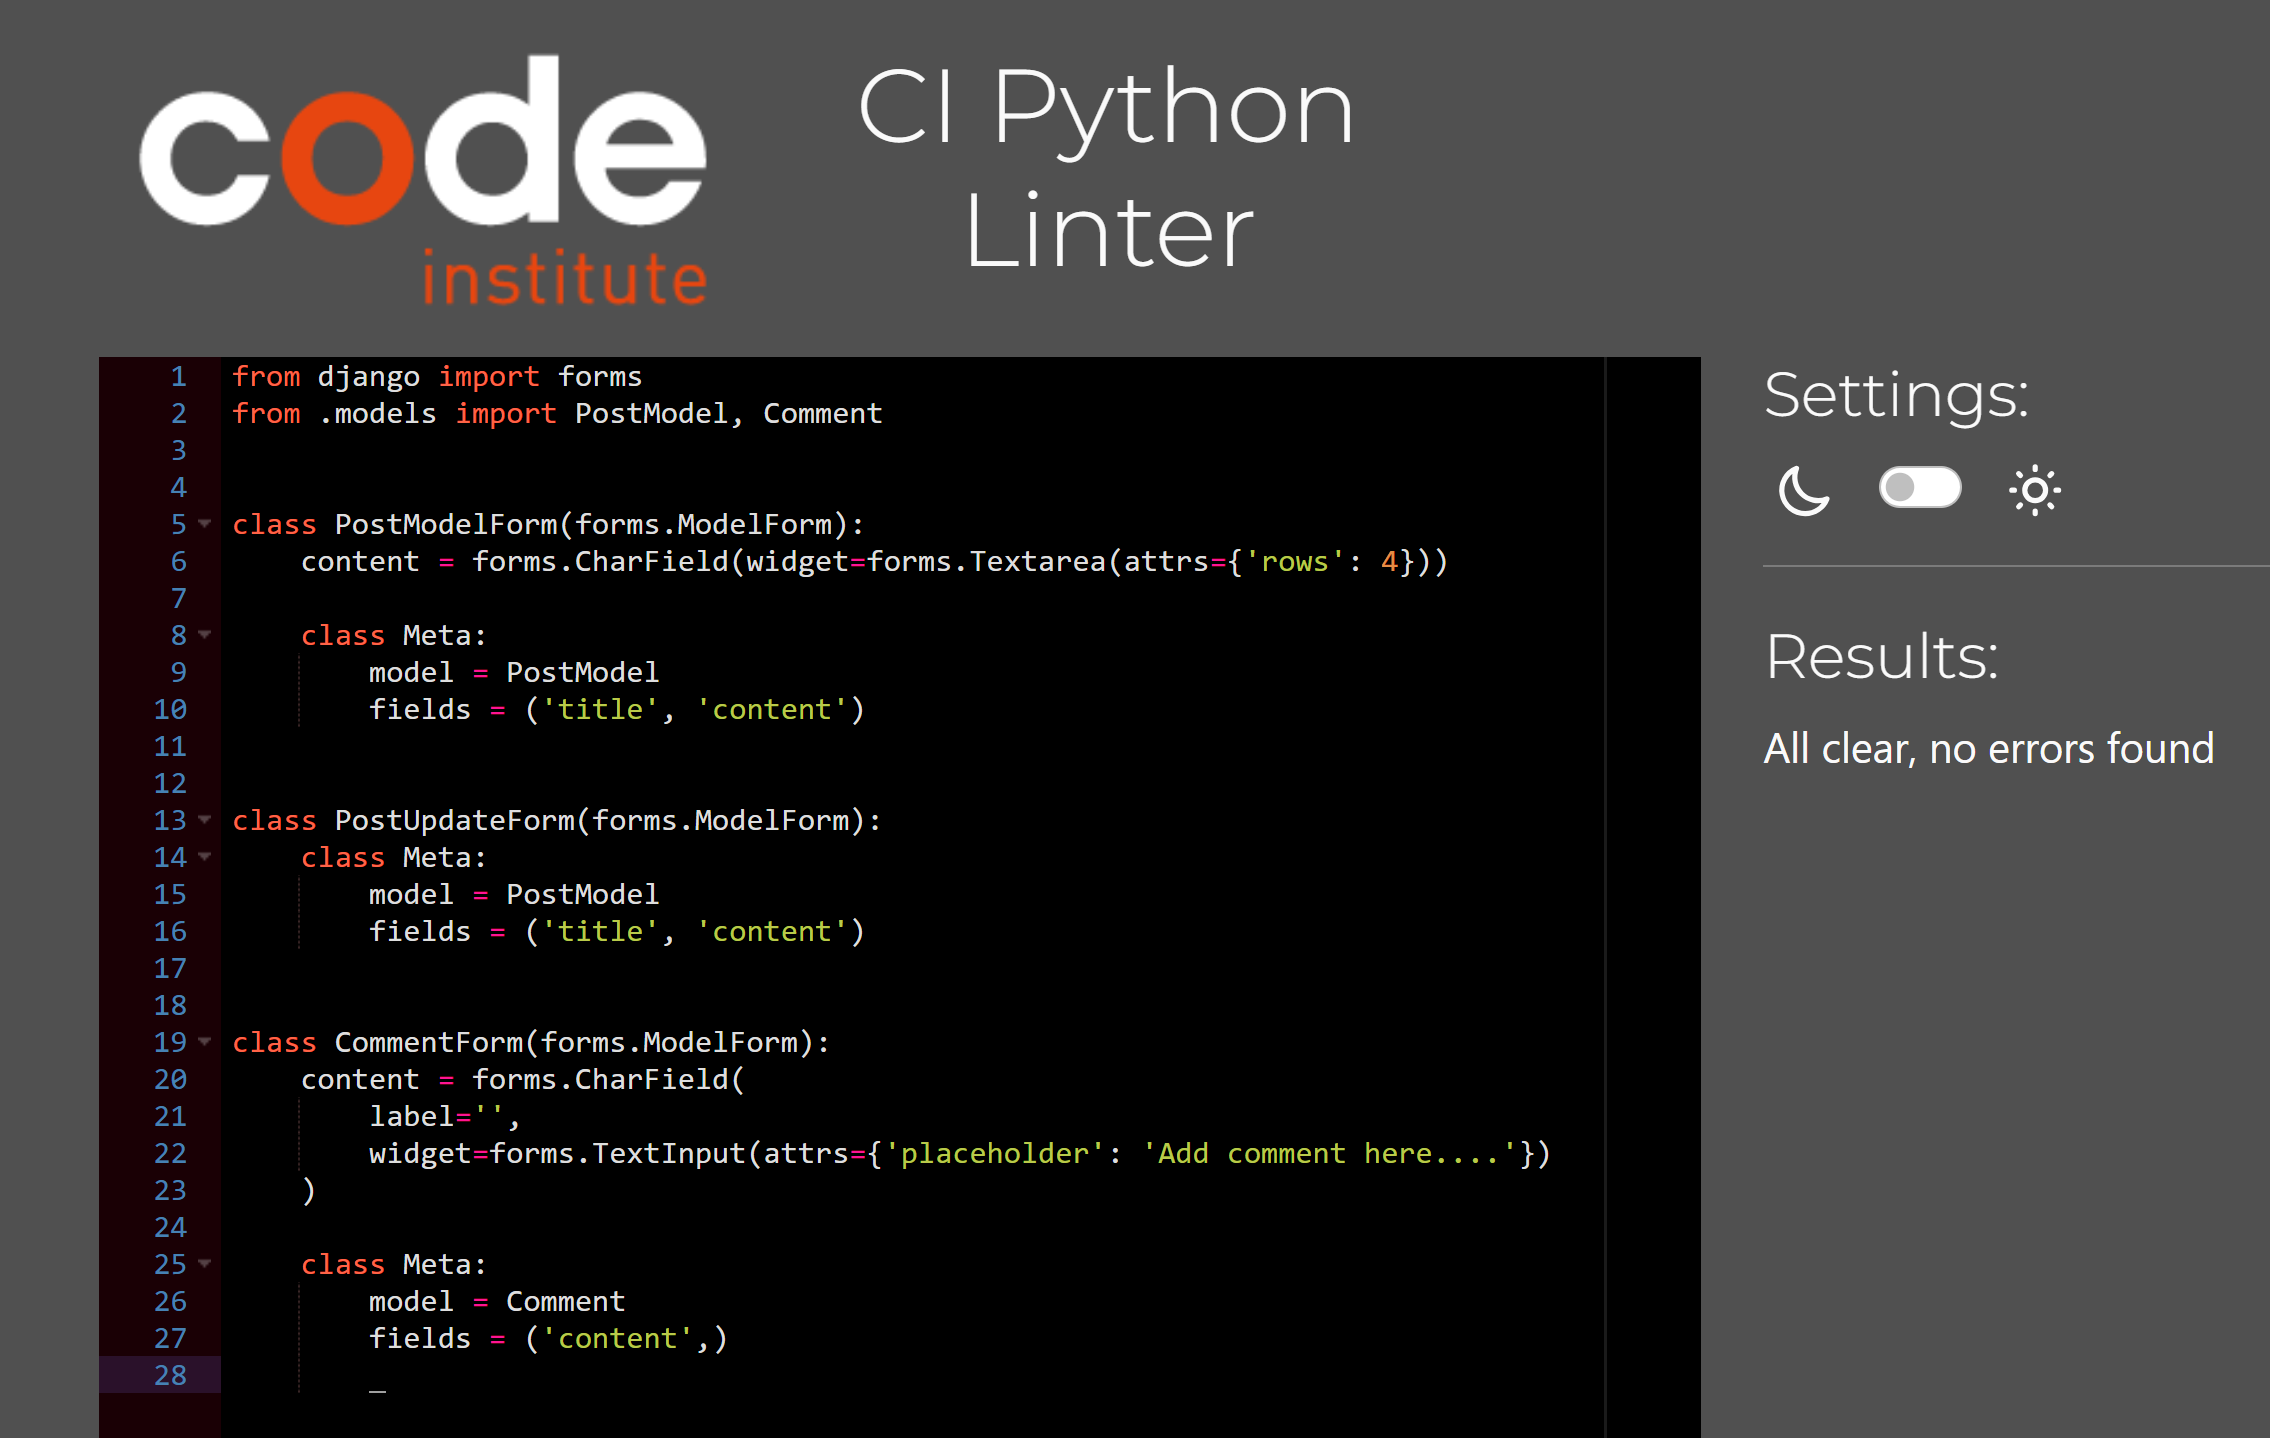 code
institute
CI Python
Linter
1 from django import forms
2 from .models import PostModel, Comment
3
4
5 class PostModelForm(forms.ModelForm):
6     content = forms.CharField(widget=forms.Textarea(attrs={'rows': 4}))
7
8     class Meta:
9         model = PostModel
10         fields = ('title', 'content')
11
12
13 class PostUpdateForm(forms.ModelForm):
14     class Meta:
15         model = PostModel
16         fields = ('title', 'content')
17
18
19 class CommentForm(forms.ModelForm):
20     content = forms.CharField(
21         label='',
22         widget=forms.TextInput(attrs={'placeholder': 'Add comment here....'})
23     )
24
25     class Meta:
26         model = Comment
27         fields = ('content',)
28
Settings:
Results:
All clear, no errors found